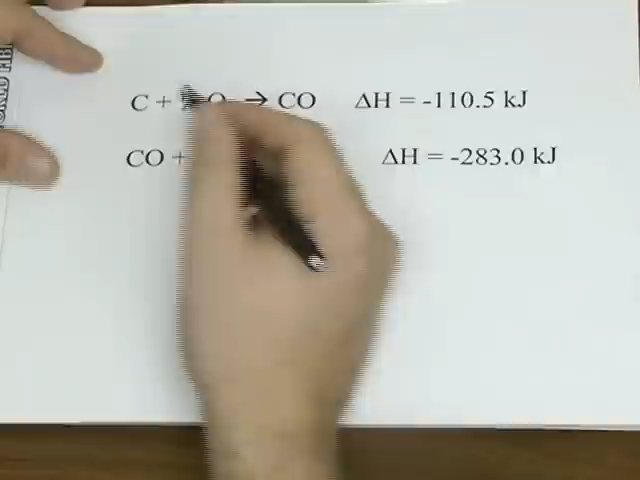 C + O → CO ΔH = -110.5 kJ
CO + ΔH = -283.0 kJ